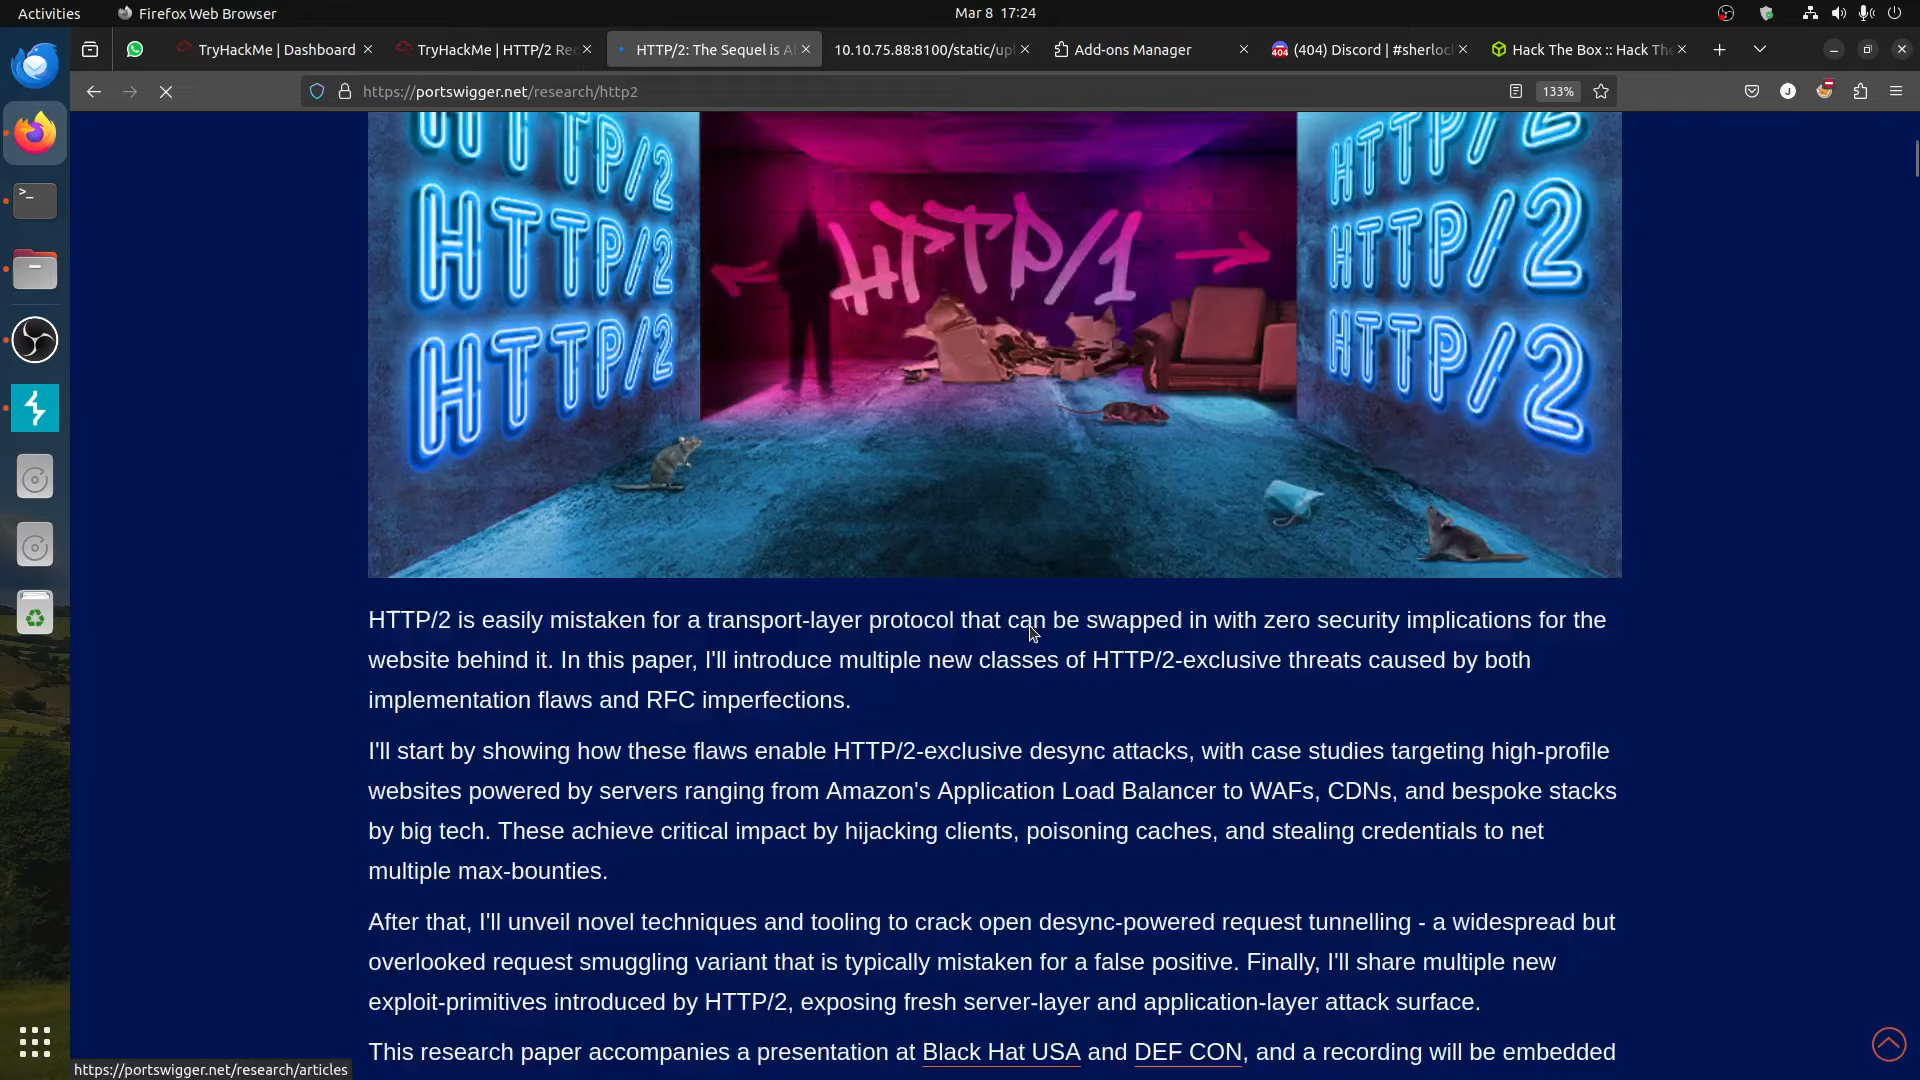 Activities
Firefox Web Browser
Mar 8 17:24
TryHackMe | Dashboard
TryHackMe | HTTP/2 Re
HTTP/2: The Sequel is A
10.10.75.88:8100/static/upl
Add-ons Manager
(404) Discord | #sherloc
Hack The Box :: Hack The
https://portswigger.net/research/http2
133%
J
HTTP/2
HTTP/2
HTTP/2
HTTP/1
HTTP/2
HTTP/2
HTTP/2
HTTP/2 is easily mistaken for a transport-layer protocol that can be swapped in with zero security implications for the
website behind it. In this paper, I'll introduce multiple new classes of HTTP/2-exclusive threats caused by both
implementation flaws and RFC imperfections.
I'll start by showing how these flaws enable HTTP/2-exclusive desync attacks, with case studies targeting high-profile
websites powered by servers ranging from Amazon's Application Load Balancer to WAFs, CDNs, and bespoke stacks
by big tech. These achieve critical impact by hijacking clients, poisoning caches, and stealing credentials to net
multiple max-bounties.
After that, I'll unveil novel techniques and tooling to crack open desync-powered request tunnelling - a widespread but
overlooked request smuggling variant that is typically mistaken for a false positive. Finally, I'll share multiple new
exploit-primitives introduced by HTTP/2, exposing fresh server-layer and application-layer attack surface.
This research paper accompanies a presentation at Black Hat USA and DEF CON, and a recording will be embedded
https://portswigger.net/research/articles